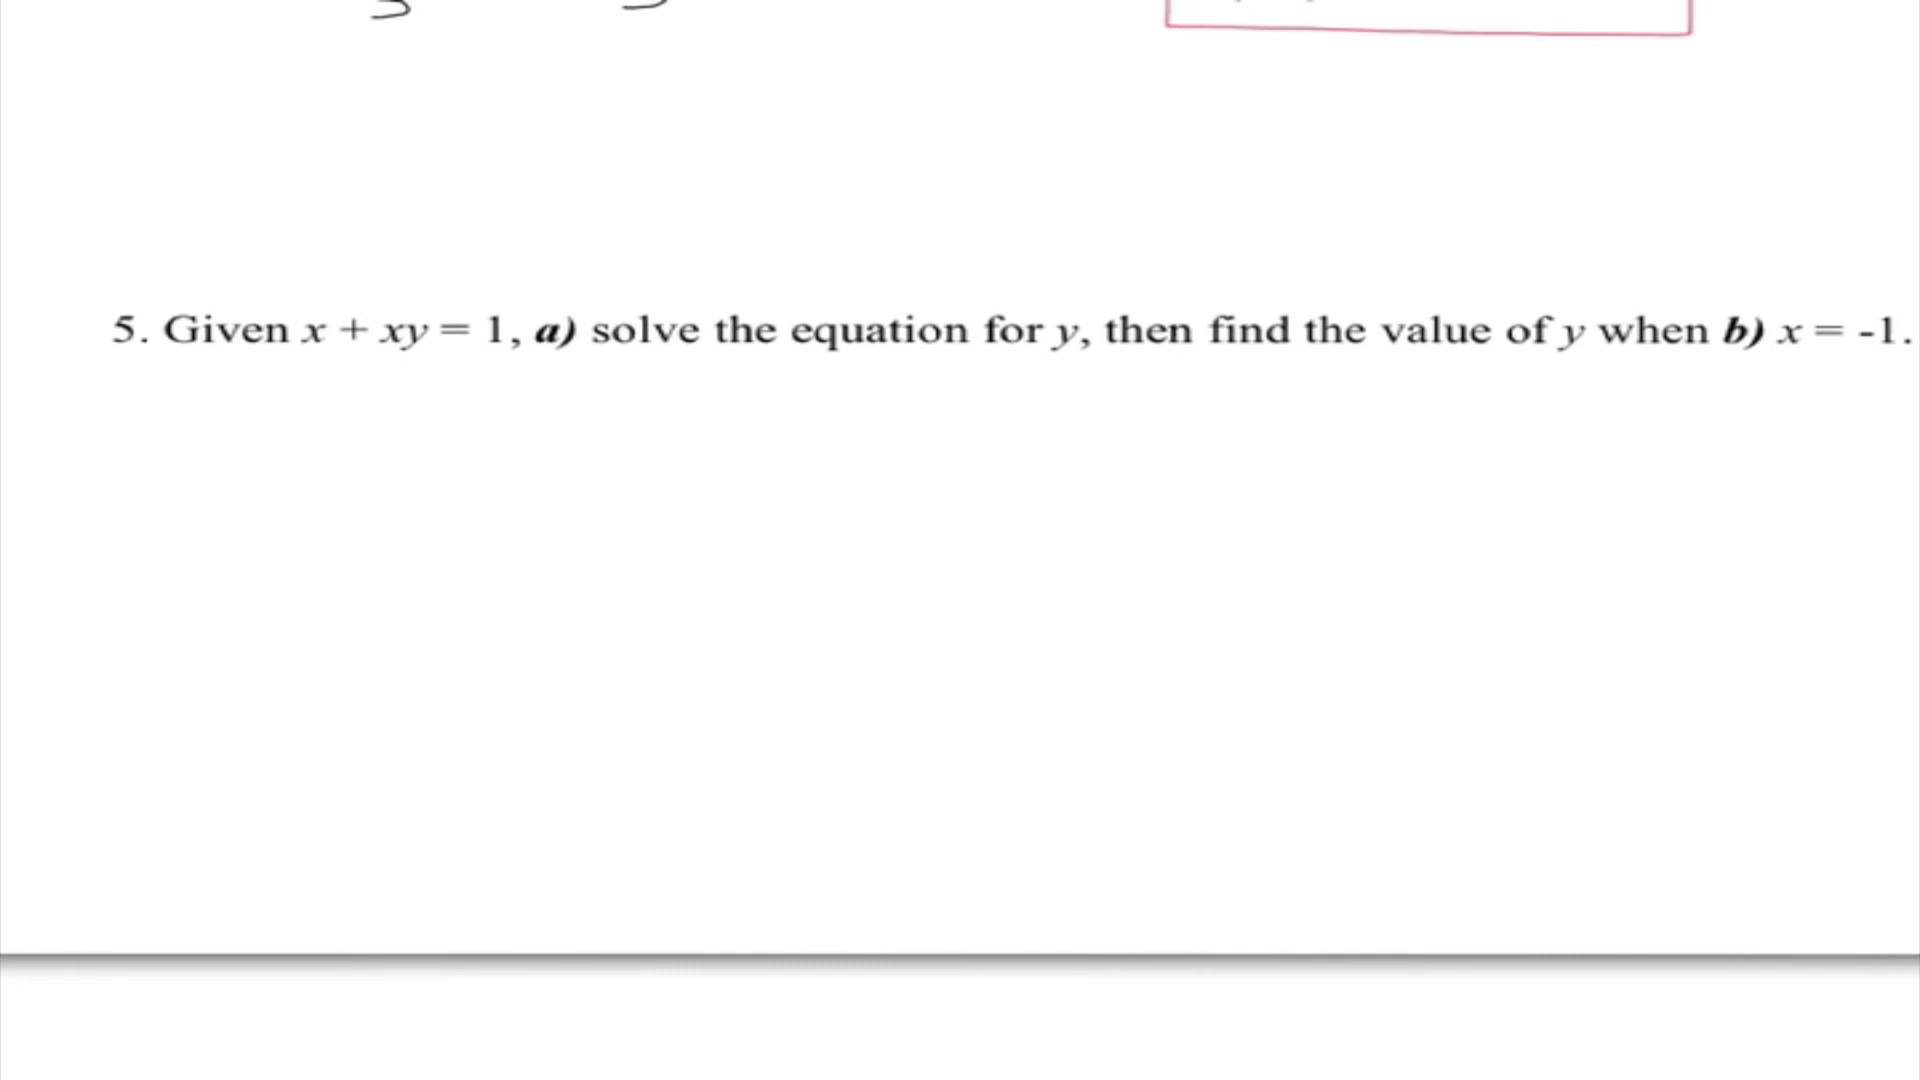 5. Given x + xy = 1, a) solve the equation for y, then find the value of y when b) x = -1.